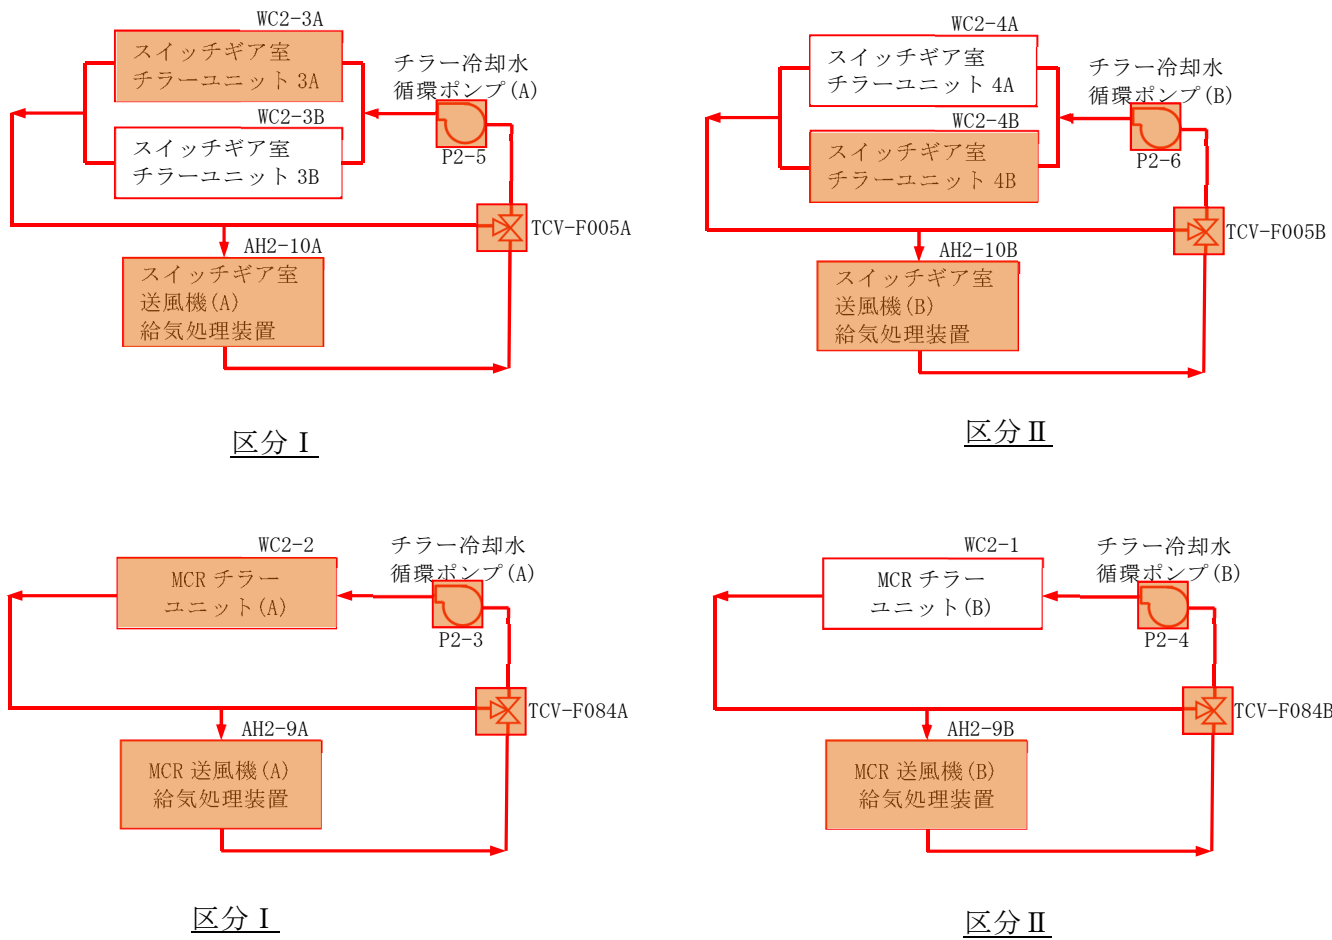 WC2-3A
スイッチギア室
チラーユニット 3A
WC2-3B
スイッチギア室
チラーユニット 3B
チラー冷却水
循環ポンプ(A)
P2-5
TCV-F005A
AH2-10A
スイッチギア室
送風機(A)
給気処理装置
区分Ⅰ
WC2-4A
スイッチギア室
チラーユニット 4A
WC2-4B
スイッチギア室
チラーユニット 4B
チラー冷却水
循環ポンプ(B)
P2-6
TCV-F005B
AH2-10B
スイッチギア室
送風機(B)
給気処理装置
区分Ⅱ
WC2-2
MCR チラー
ユニット(A)
チラー冷却水
循環ポンプ(A)
P2-3
TCV-F084A
AH2-9A
MCR 送風機(A)
給気処理装置
区分Ⅰ
WC2-1
MCR チラー
ユニット(B)
チラー冷却水
循環ポンプ(B)
P2-4
TCV-F084B
AH2-9B
MCR 送風機(B)
給気処理装置
区分Ⅱ